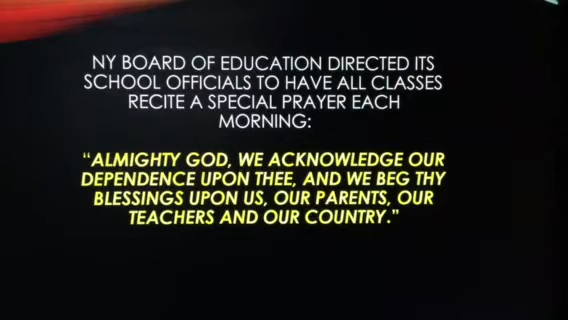 NY BOARD OF EDUCATION DIRECTED ITS
SCHOOL OFFICIALS TO HAVE ALL CLASSES
RECITE A SPECIAL PRAYER EACH
MORNING:
“ALMIGHTY GOD, WE ACKNOWLEDGE OUR
DEPENDENCE UPON THEE, AND WE BEG THY
BLESSINGS UPON US, OUR PARENTS, OUR
TEACHERS AND OUR COUNTRY.”